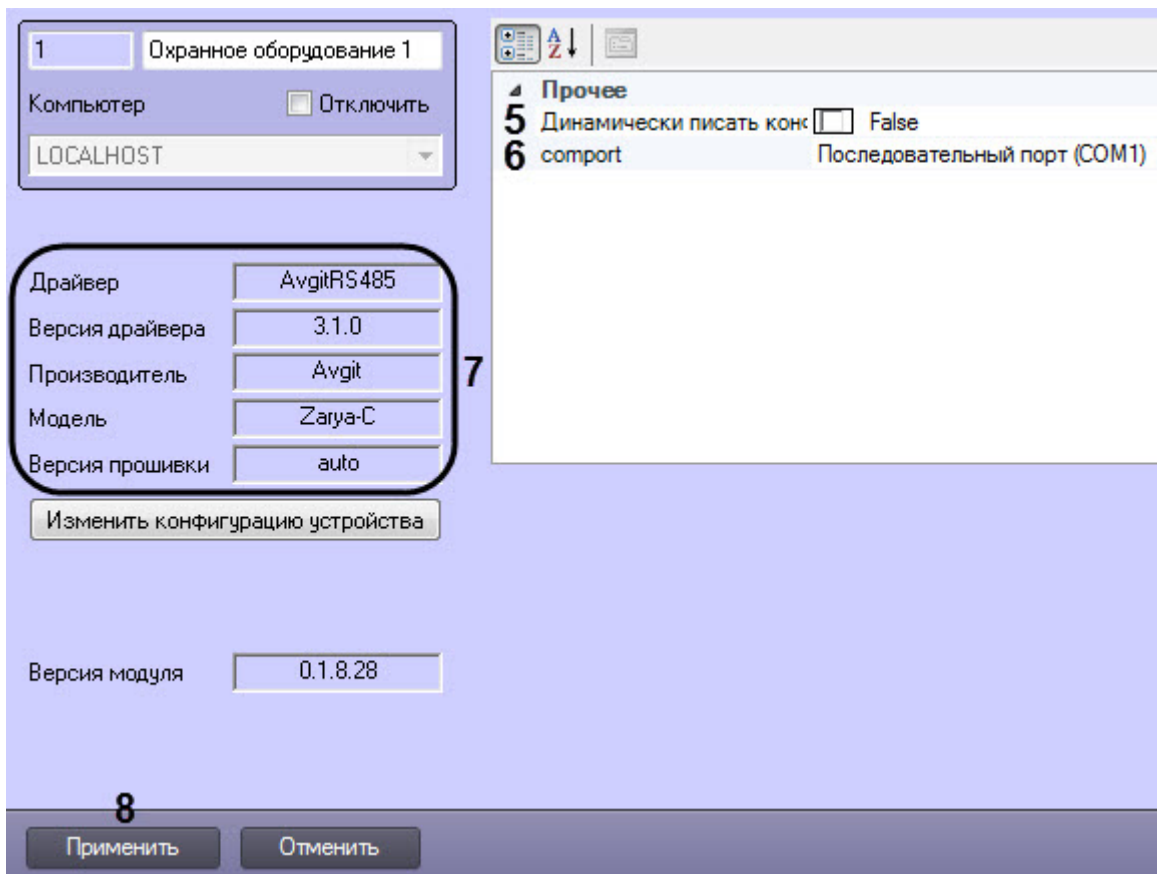 1 Охранное оборудование 1
Компьютер Отключить
LOCALHOST
Прочее
5 Динамически писать кон False
6 comport Последовательный порт (COM1)
Драйвер AvgitRS485
Версия драйвера 3.1.0
Производитель Avgit
Модель Zarya-C
Версия прошивки auto
7
Изменить конфигурацию устройства
Версия модуля 0.1.8.28
8
Применить Отменить